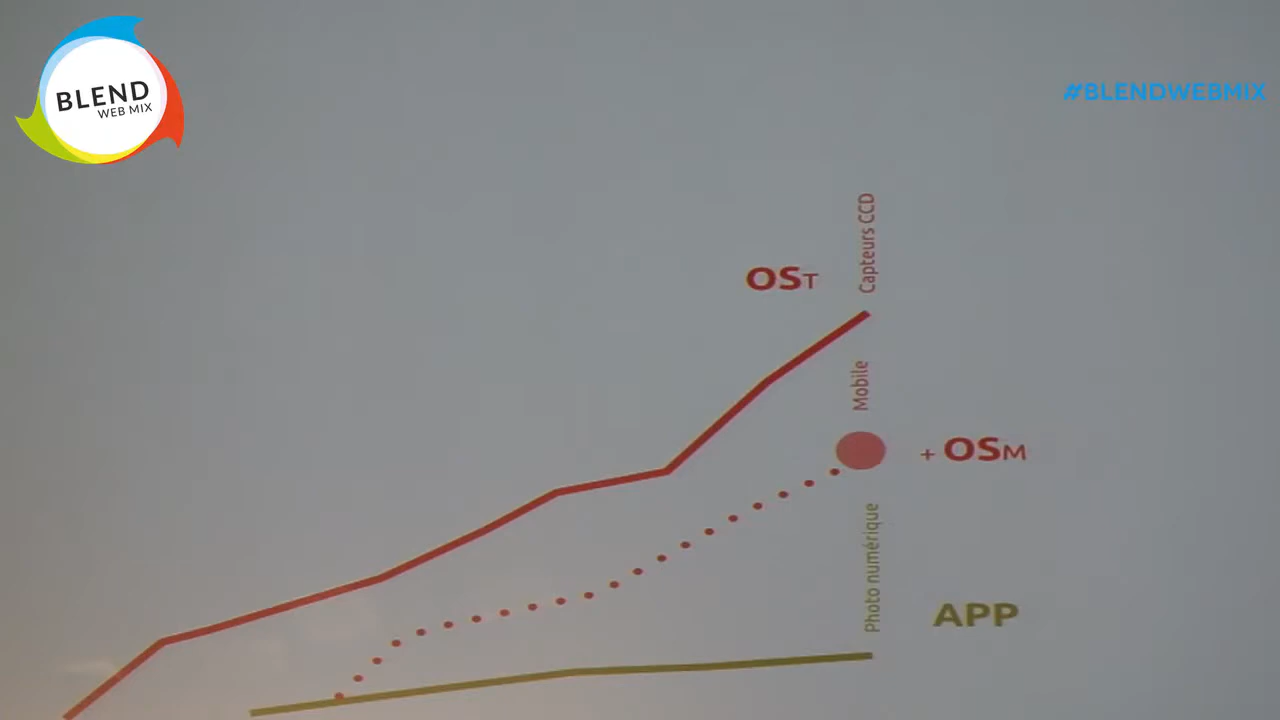 BLEND
WEB MIX
#BLENDWEBMIX
Capteurs CCD
OST
Mobile
+ OSM
Photo numérique
APP